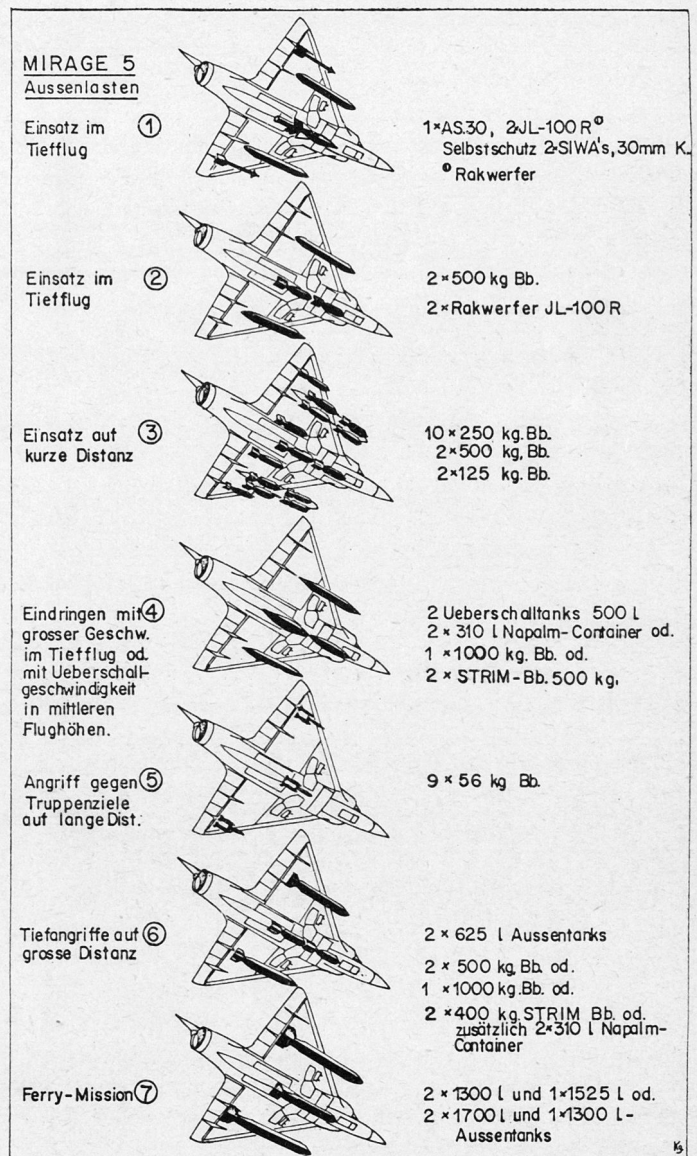 MIRAGE 5
Aussenlasten
Einsatz im ①
Tiefflug
1×AS.30, 2×JL-100 R❶
Selbstschutz 2×SIWA's, 30mm K.
❶ Rakwerfer
Einsatz im ②
Tiefflug
2×500 kg Bb.
2×Rakwerfer JL-100 R
Einsatz auf ③
kurze Distanz
10×250 kg. Bb.
2×500 kg. Bb.
2×125 kg. Bb.
Eindringen mit ④
grosser Geschw.
im Tiefflug od.
mit Ueberschall-
geschwindigkeit
in mittleren
Flughöhen.
2 Ueberschalltanks 500 l
2 × 310 l Napalm-Container od.
1 × 1000 kg. Bb. od.
2 × STRIM-Bb. 500 kg.
Angriff gegen ⑤
Truppenziele
auf lange Dist.
9 × 56 kg Bb.
Tiefangriffe auf ⑥
grosse Distanz
2 × 625 l Aussentanks
2 × 500 kg. Bb. od.
1 × 1000 kg. Bb. od.
2 × 400 kg. STRIM Bb. od.
zusätzlich 2×310 l Napalm-
Container
Ferry-Mission ⑦
2 × 1300 l und 1×1525 l od.
2 × 1700 l und 1×1300 l-
Aussentanks